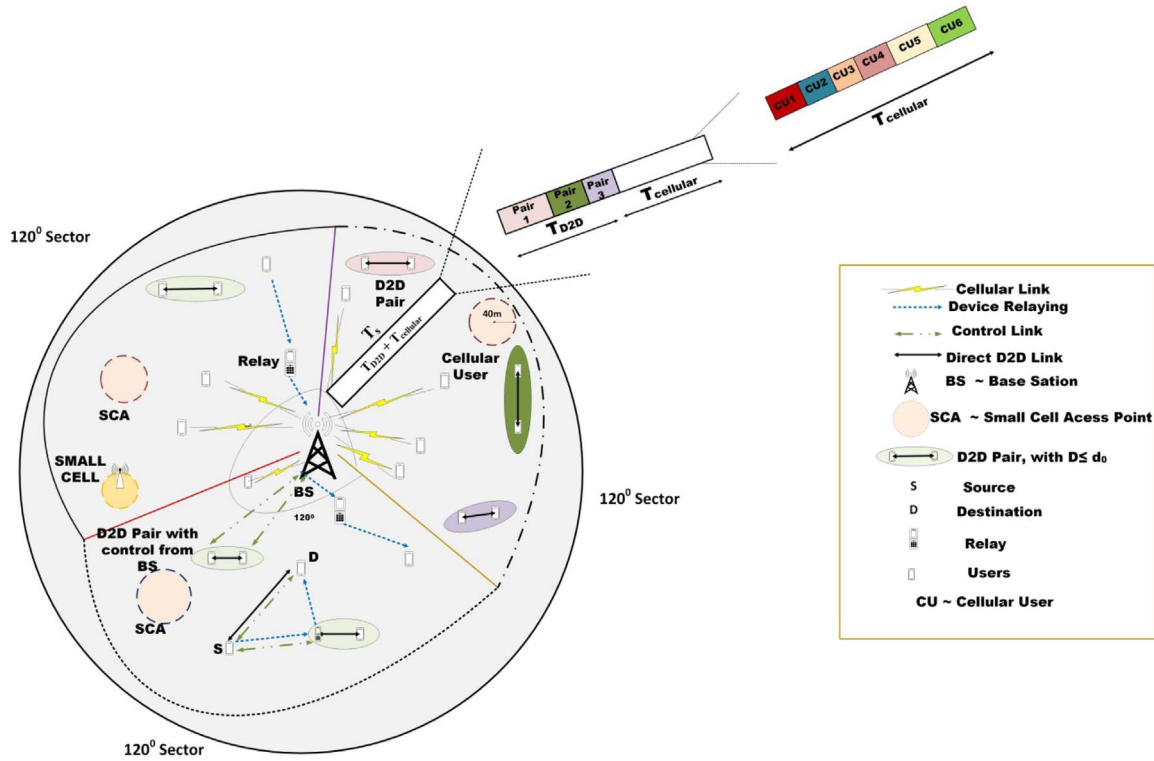 CU1 CU2 CU3 CU4 CU5 CU6
Tcellular
Pair 1
Pair 2
Pair 3
TD2D
Tcellular
120⁰ Sector
D2D
Pair
TS
TD2D + Tcellular
40m
Cellular
User
Relay
SCA
SMALL
CELL
BS
120⁰
120⁰ Sector
D2D Pair with
control from
BS
D
SCA
S
120⁰ Sector
Cellular Link
Device Relaying
Control Link
Direct D2D Link
BS ~ Base Sation
SCA ~ Small Cell Acess Point
D2D Pair, with D≤ d₀
S Source
D Destination
Relay
Users
CU ~ Cellular User